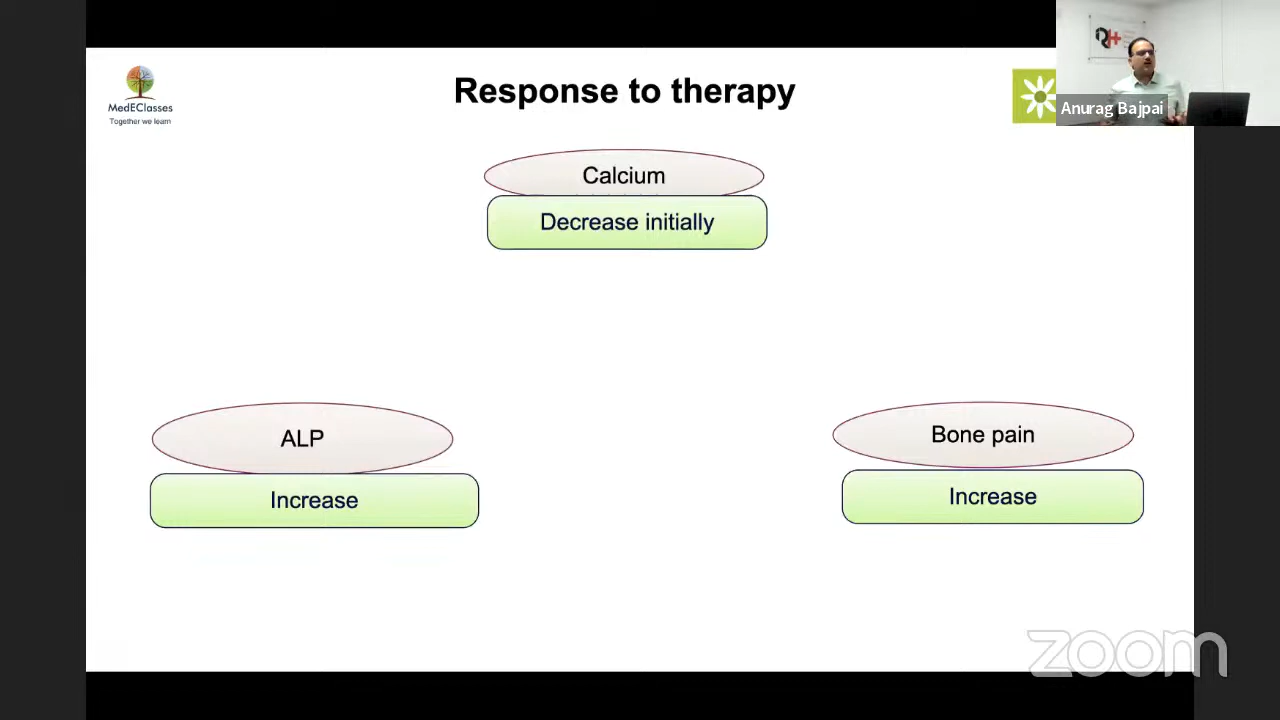 MedEClasses
Together we learn
Response to therapy
Anurag Bajpai
Calcium
Decrease initially
ALP
Increase
Bone pain
Increase
zoom